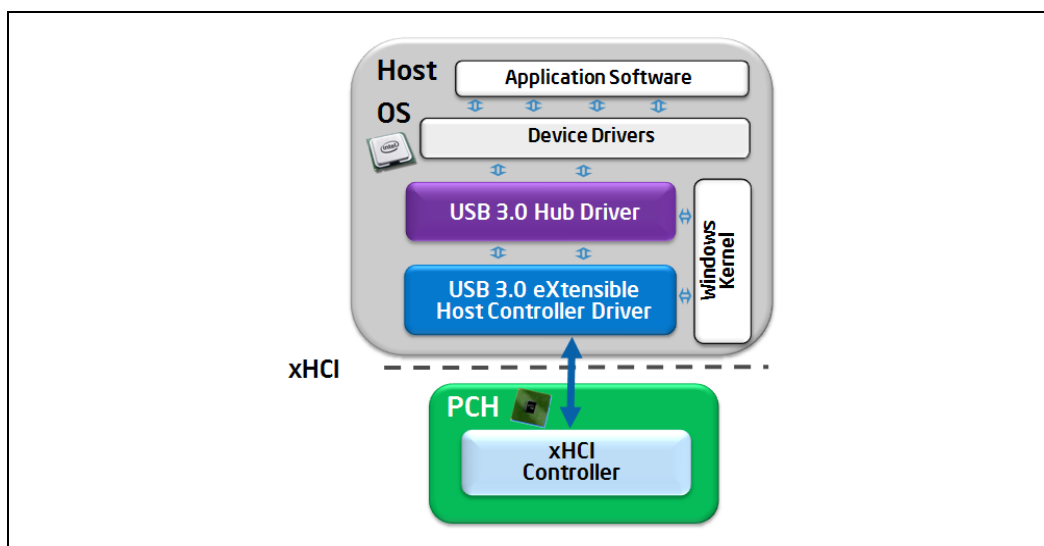 Host
OS
Application Software
Device Drivers
intel
USB 3.0 Hub Driver
USB 3.0 eXtensible
Host Controller Driver
Windows
Kernel
xHCI
PCH
xHCI
Controller